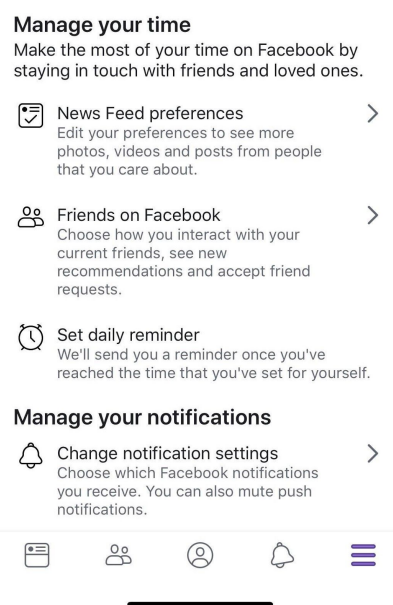 Manage your time
Make the most of your time on Facebook by
staying in touch with friends and loved ones.
News Feed preferences
Edit your preferences to see more
photos, videos and posts from people
that you care about.
Friends on Facebook
Choose how you interact with your
current friends, see new
recommendations and accept friend
requests.
Set daily reminder
We'll send you a reminder once you've
reached the time that you've set for yourself.
Manage your notifications
Change notification settings
Choose which Facebook notifications
you receive. You can also mute push
notifications.